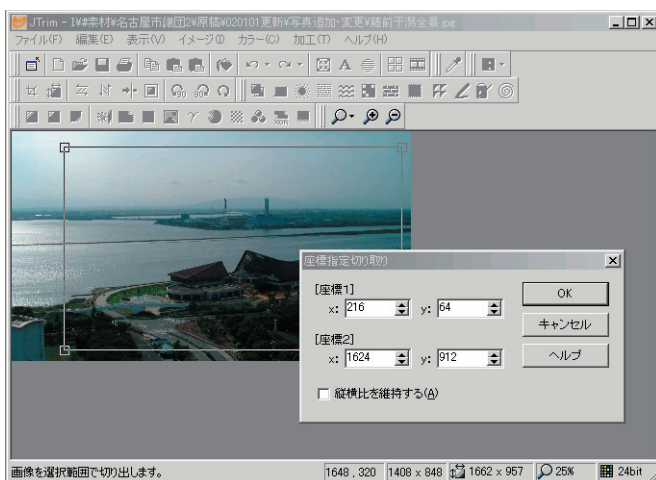 JTrim - I:¥#素材¥名古屋市議団2¥原稿¥020101更新¥写真追加・変更¥藤前干潟全景.jpg
ファイル(F) 編集(E) 表示(V) イメージ(I) カラー(C) 加工(T) ヘルプ(H)
座標指定切り取り
[座標1]
x: 216 y: 64
OK
キャンセル
[座標2]
x: 1624 y: 912
ヘルプ
縦横比を維持する(A)
画像を選択範囲で切り出します。 1648 , 320 1408 x 848 1662 x 957 25% 24bit